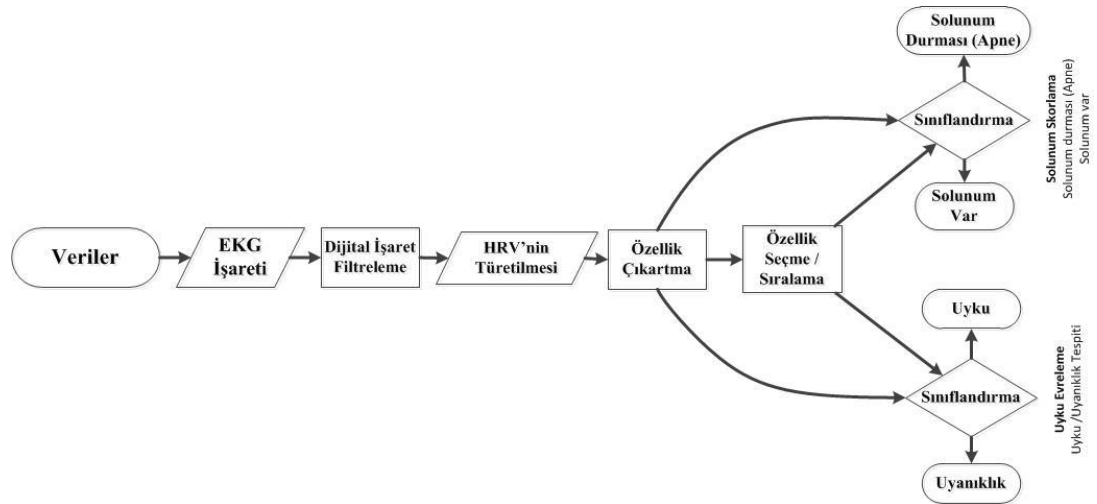 Veriler
EKG
İşareti
Dijital İşaret
Filtreleme
HRV’nin
Türetilmesi
Özellik
Çıkartma
Özellik
Seçme /
Sıralama
Solunum
Durması (Apne)
Sınıflandırma
Solunum
Var
Solunum Skorlama
Solunum durması (Apne)
Solunum var
Uyku
Sınıflandırma
Uyanıklık
Uyku Evreleme
Uyku /Uyanıklık Tespiti